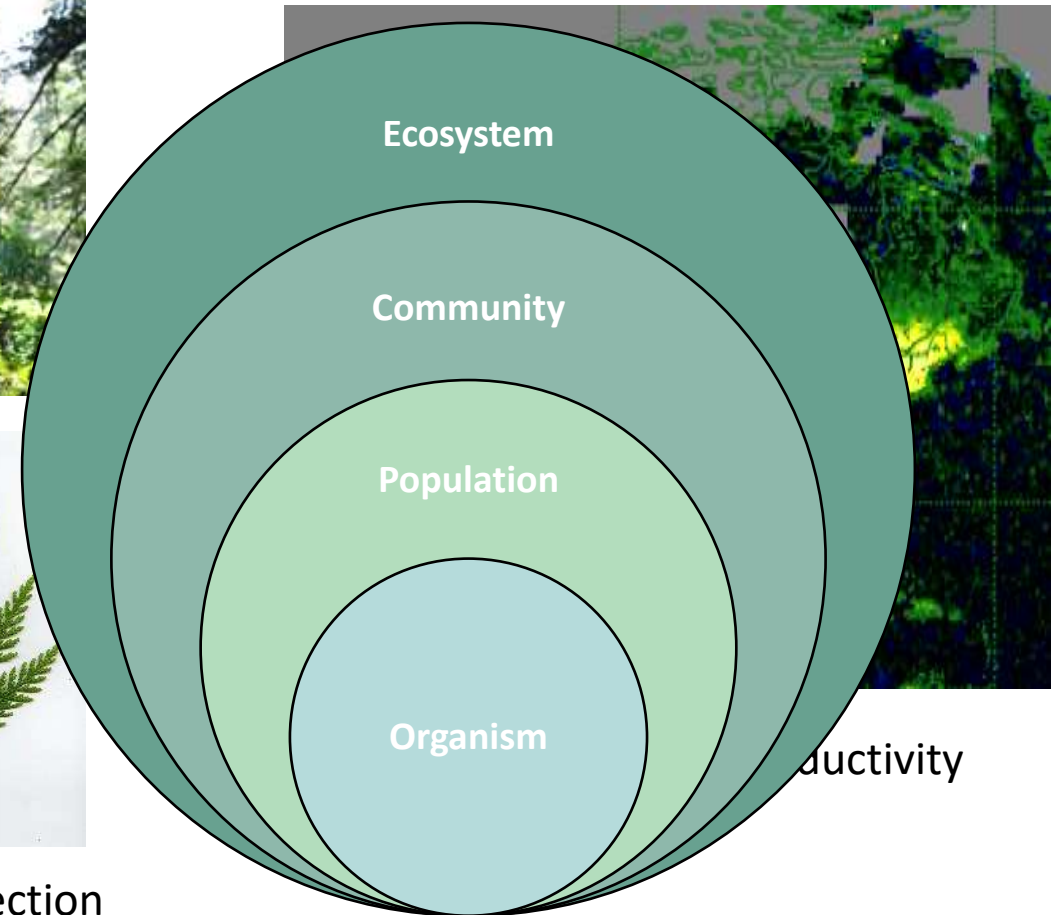 Ecosystem
Community
Population
Organism
ductivity
ection